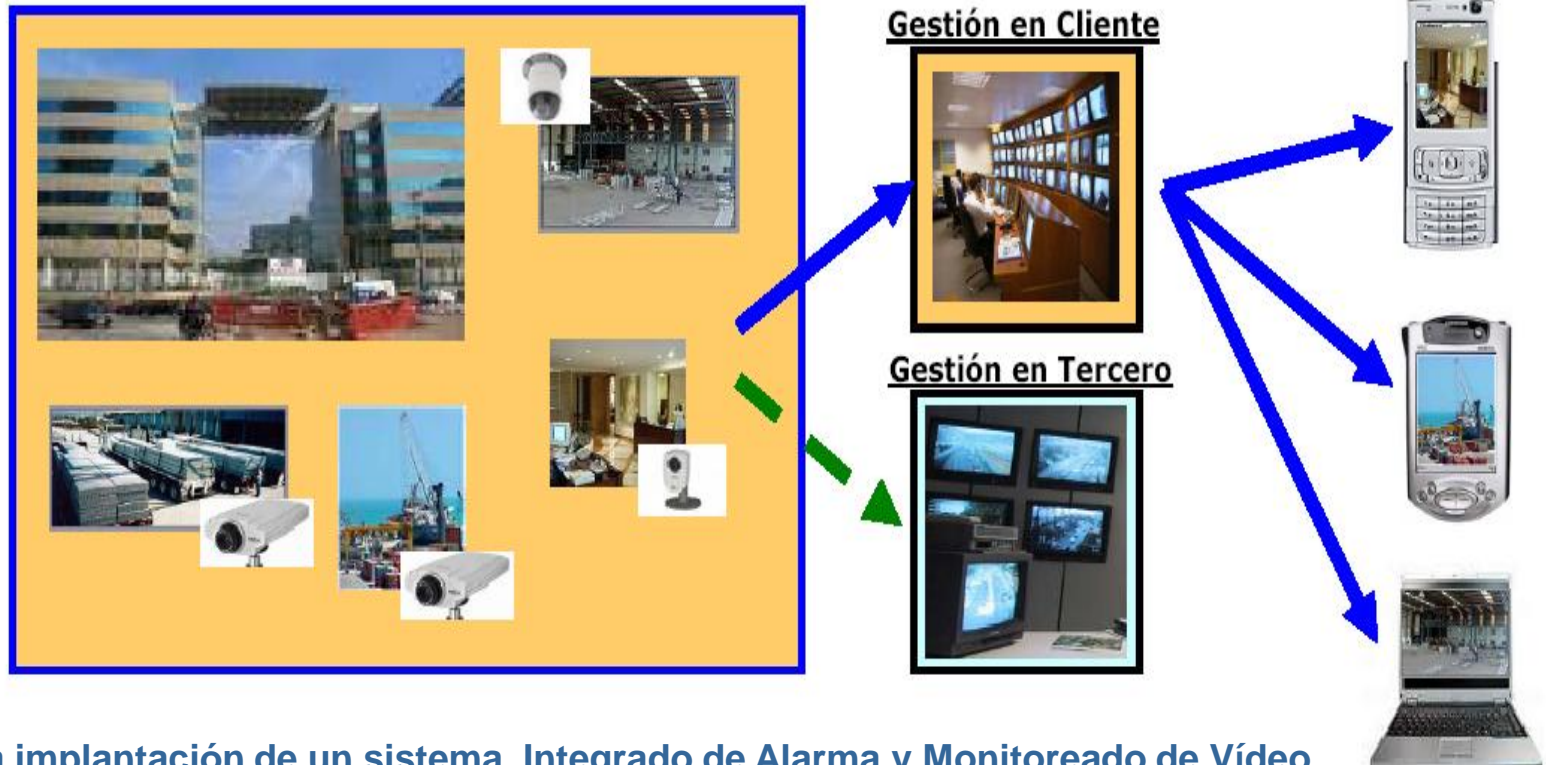 Gestión en Cliente
Gestión en Tercero
implantación de un sistema Integrado de Alarma y Monitoreado de Vídeo